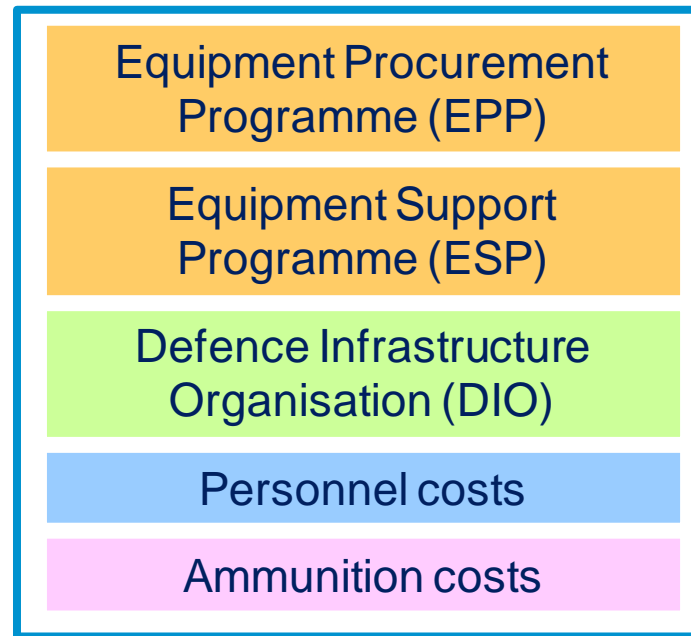 Equipment Procurement
Programme (EPP)
Equipment Support
Programme (ESP)
Defence Infrastructure
Organisation (DIO)
Personnel costs
Ammunition costs